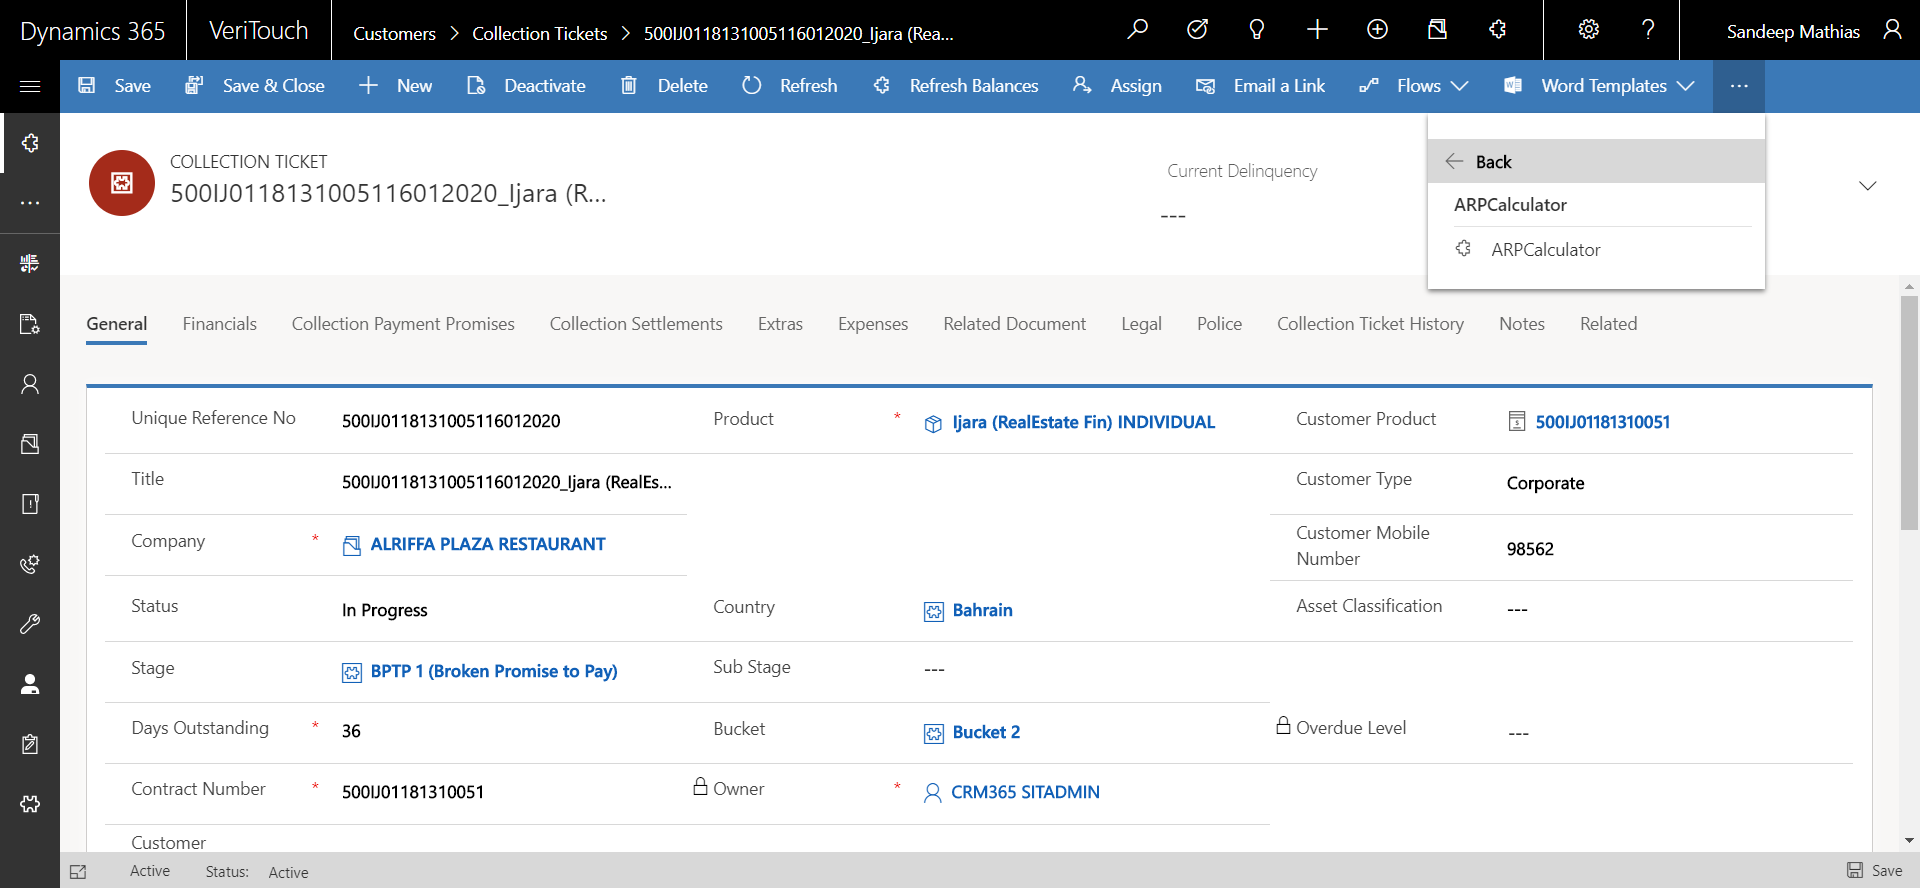 Dynamics 365 VeriTouch Customers > Collection Tickets > 500IJ0118131005116012020_Ijara (Rea... Sandeep Mathias
Save Save & Close New Deactivate Delete Refresh Refresh Balances Assign Email a Link Flows Word Templates ...
COLLECTION TICKET
500IJ0118131005116012020_Ijara (R...
Current Delinquency
---
Back
ARPCalculator
ARPCalculator
General Financials Collection Payment Promises Collection Settlements Extras Expenses Related Document Legal Police Collection Ticket History Notes Related
Unique Reference No 500IJ0118131005116012020 Product * Ijara (RealEstate Fin) INDIVIDUAL Customer Product 500IJ01181310051
Title 500IJ0118131005116012020_Ijara (RealEs... Customer Type Corporate
Company * ALRIFFA PLAZA RESTAURANT Customer Mobile
Number 98562
Status In Progress Country Bahrain Asset Classification ---
Stage BPTP 1 (Broken Promise to Pay) Sub Stage ---
Days Outstanding * 36 Bucket Bucket 2 Overdue Level ---
Contract Number * 500IJ01181310051 Owner * CRM365 SITADMIN
Customer
Active Status: Active Save